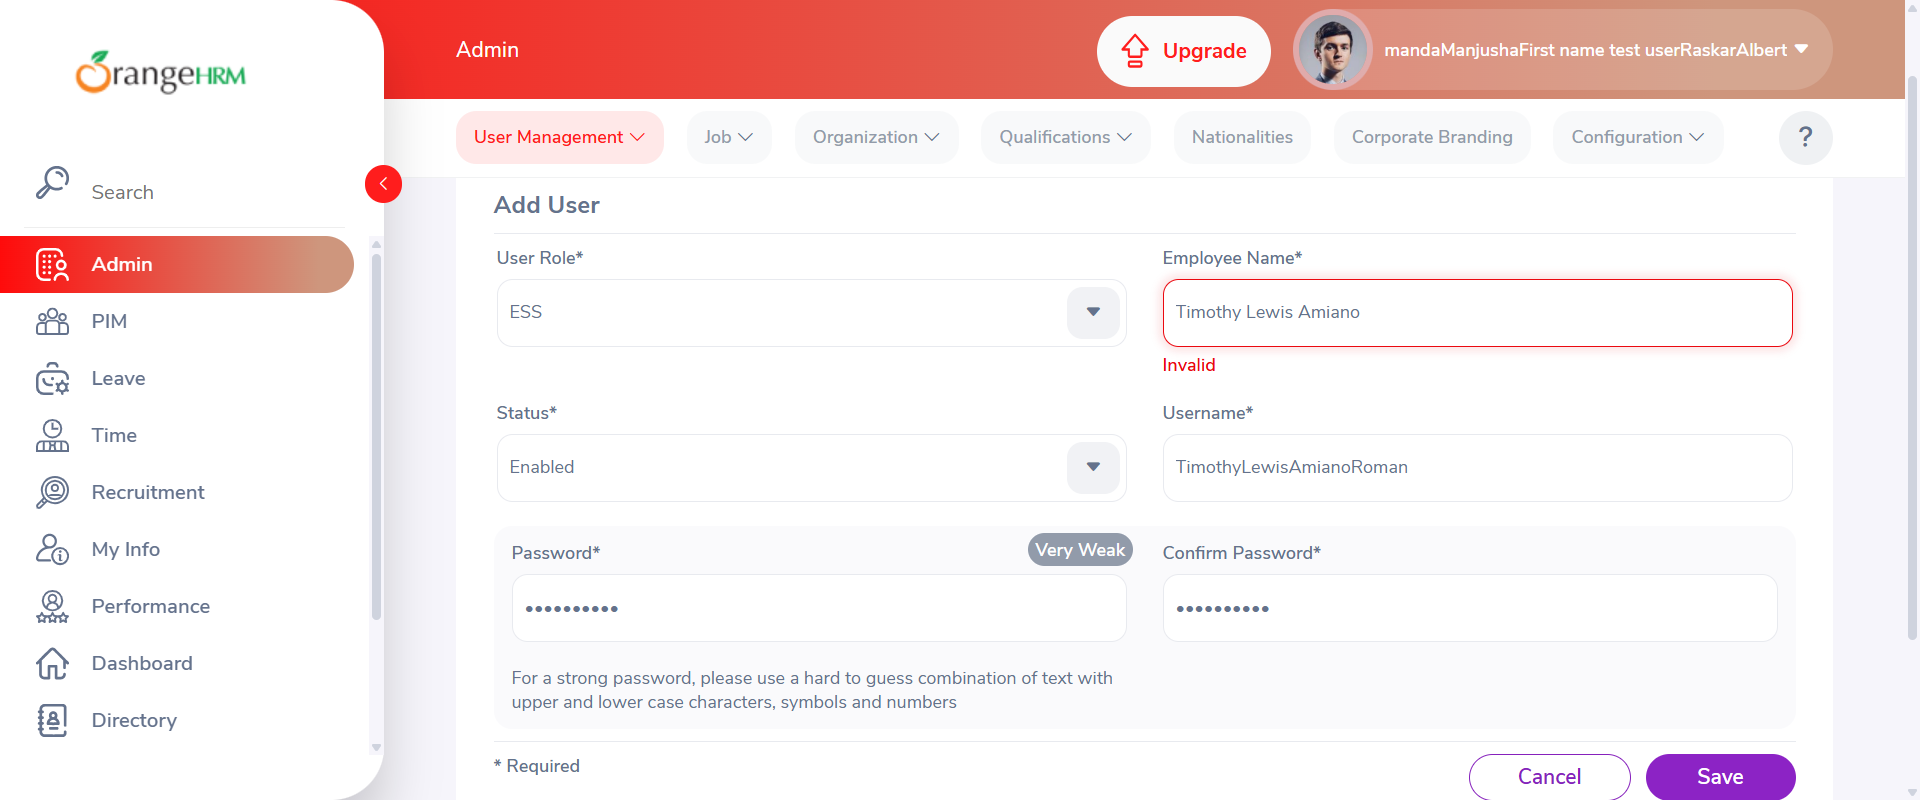 OrangeHRM
Admin
Upgrade
mandaManjushaFirst name test userRaskarAlbert
Search
User Management
Job
Organization
Qualifications
Nationalities
Corporate Branding
Configuration
?
Admin
PIM
Leave
Time
Recruitment
My Info
Performance
Dashboard
Directory
Add User
User Role*
Employee Name*
ESS
Timothy Lewis Amiano
Invalid
Status*
Username*
Enabled
TimothyLewisAmianoRoman
Password*
Very Weak
Confirm Password*
For a strong password, please use a hard to guess combination of text with
upper and lower case characters, symbols and numbers
* Required
Cancel
Save